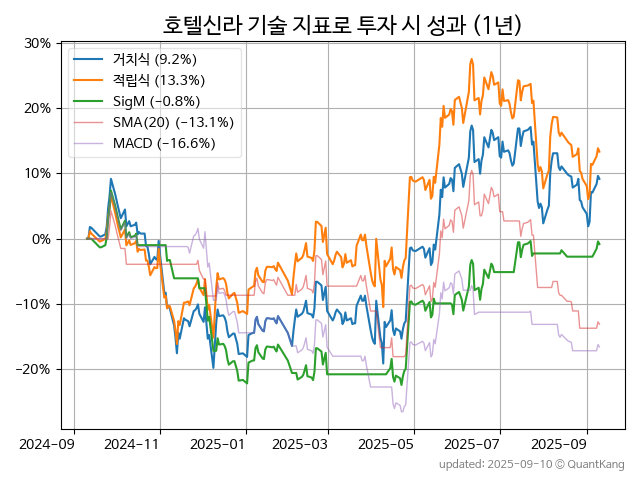 호텔신라 기술 지표로 투자 시 성과 (1년)
30%
20%
10%
0%
−10%
−20%
거치식 (9.2%)
적립식 (13.3%)
SigM (−0.8%)
SMA(20) (−13.1%)
MACD (−16.6%)
2024-09
2024-11
2025-01
2025-03
2025-05
2025-07
2025-09
updated: 2025-09-10 © QuantKang